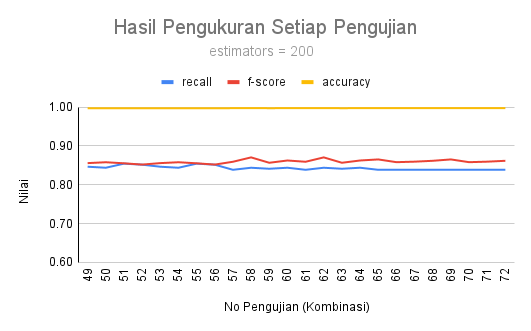 Hasil Pengukuran Setiap Pengujian
estimators = 200
recall f-score accuracy
1.00
0.90
0.80
0.70
0.60
Nilai
49 50 51 52 53 54 55 56 57 58 59 60 61 62 63 64 65 66 67 68 69 70 71 72
No Pengujian (Kombinasi)